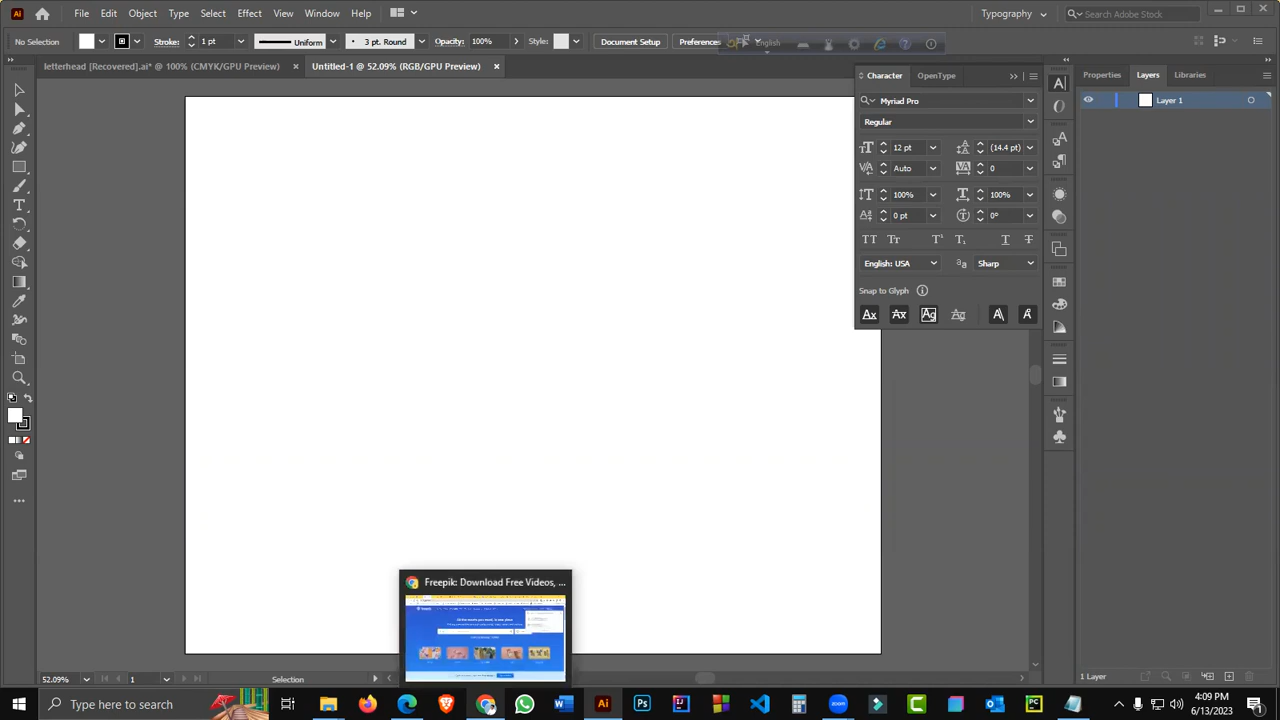 File Edit Object Type Select Effect View Window Help
Typography
Search Adobe Stock
No Selection
Stroke: 1 pt Uniform 3 pt. Round Opacity: 100% Style: Document Setup Preferences
English
letterhead [Recovered].ai* @ 100% (CMYK/GPU Preview) ×
Untitled-1 @ 52.09% (RGB/GPU Preview) ×
Character OpenType
Properties Layers Libraries
Myriad Pro
Layer 1
Regular
12 pt (14.4 pt)
Auto 0
100% 100%
0 pt 0°
English: USA Sharp
Snap to Glyph
Freepik: Download Free Videos, ...
52.09% 1 Selection
1 Layer
Type here to search
4:09 PM
6/13/2023